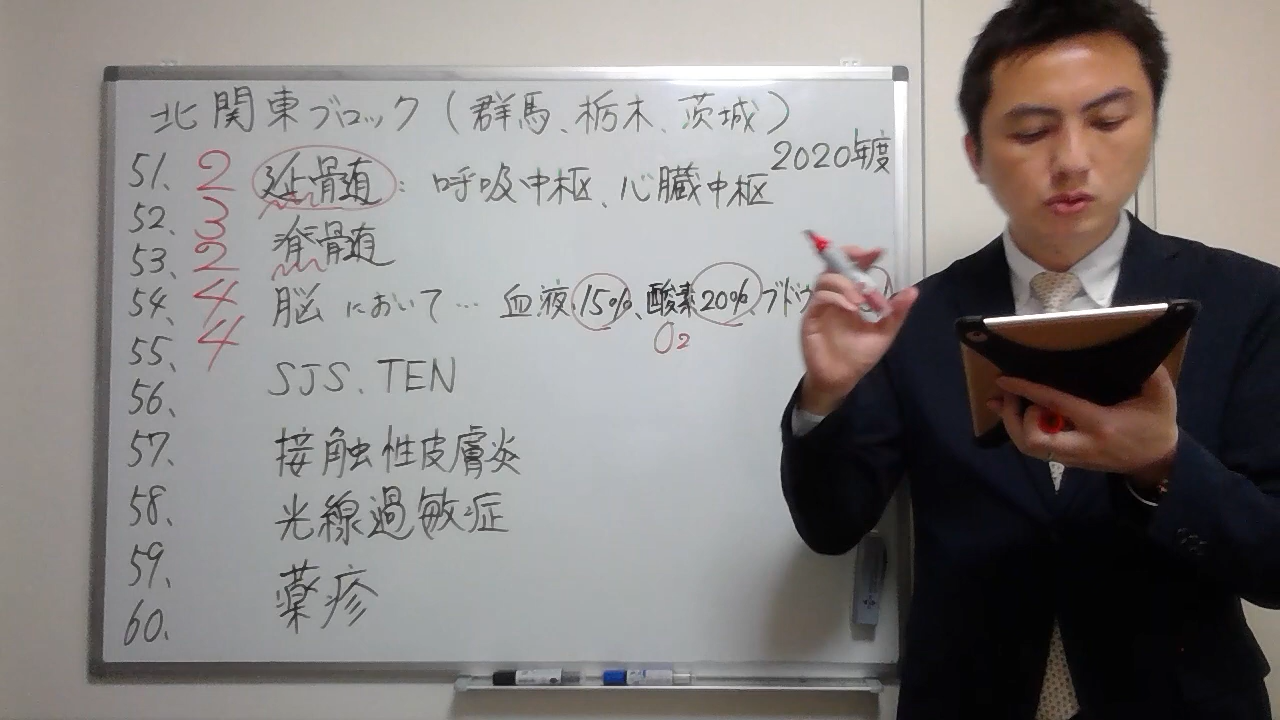 北関東ブロック（群馬、栃木、茨城）
2020年度
51. 2 延髄：呼吸中枢、心臓中枢
52. 3
53. 2 脊髄
54. 4 脳において… 血液15%、酸素20%、ブドウ
O2
55. 4
56. SJS、TEN
57. 接触性皮膚炎
58. 光線過敏症
59.
60. 薬疹